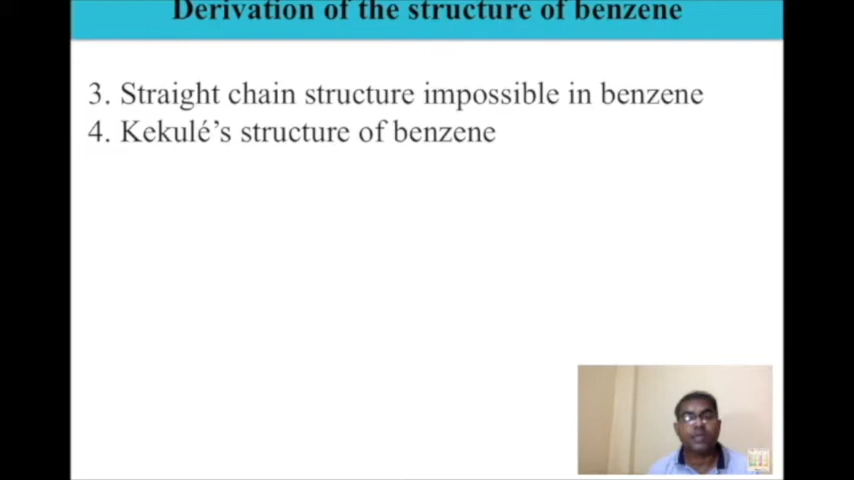 Derivation of the structure of benzene
3. Straight chain structure impossible in benzene
4. Kekulé’s structure of benzene